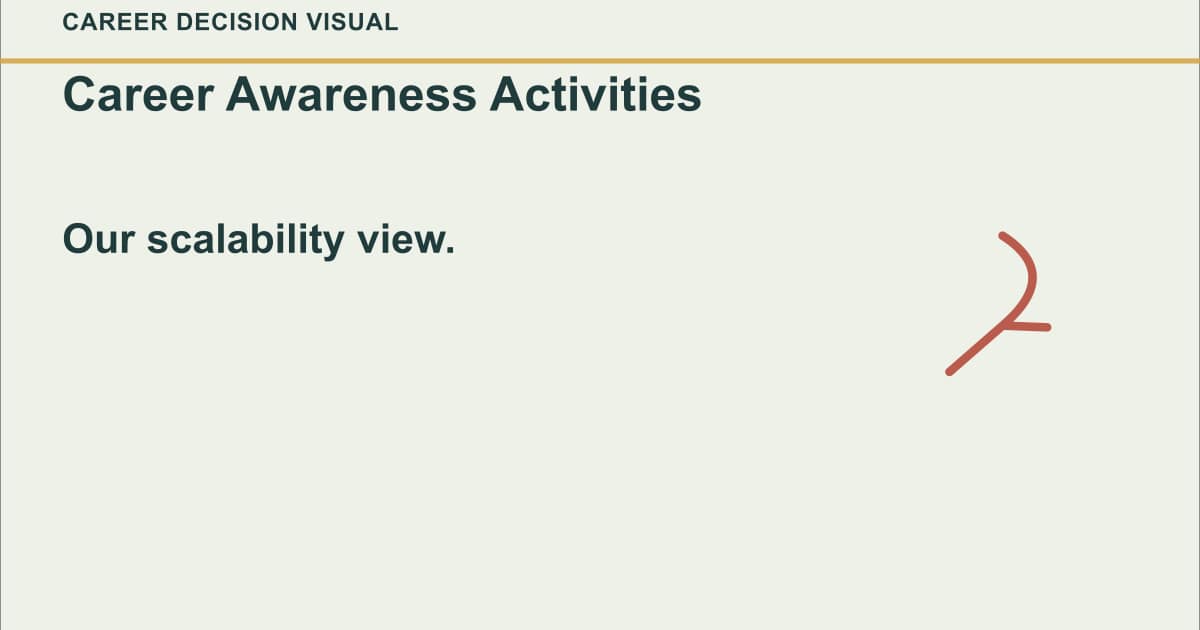 CAREER DECISION VISUAL
Career Awareness Activities
Our scalability view.